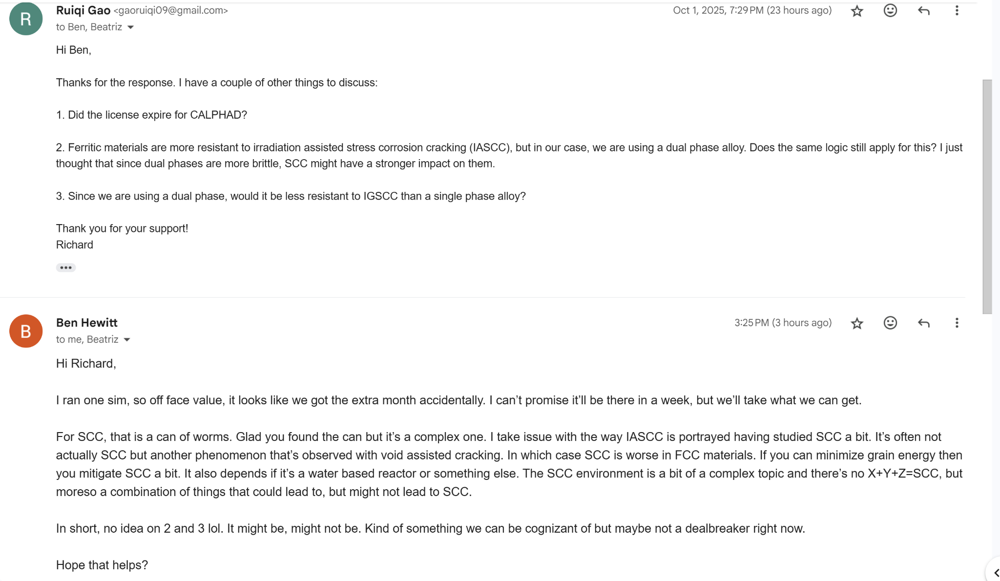 R
Ruiqi Gao <gaoruiqi09@gmail.com>
Oct 1, 2025, 7:29 PM (23 hours ago)
to Ben, Beatriz
Hi Ben,
Thanks for the response. I have a couple of other things to discuss:
1. Did the license expire for CALPHAD?
2. Ferritic materials are more resistant to irradiation assisted stress corrosion cracking (IASCC), but in our case, we are using a dual phase alloy. Does the same logic still apply for this? I just
thought that since dual phases are more brittle, SCC might have a stronger impact on them.
3. Since we are using a dual phase, would it be less resistant to IGSCC than a single phase alloy?
Thank you for your support!
Richard
B
Ben Hewitt
3:25 PM (3 hours ago)
to me, Beatriz
Hi Richard,
I ran one sim, so off face value, it looks like we got the extra month accidentally. I can’t promise it’ll be there in a week, but we’ll take what we can get.
For SCC, that is a can of worms. Glad you found the can but it’s a complex one. I take issue with the way IASCC is portrayed having studied SCC a bit. It’s often not
actually SCC but another phenomenon that’s observed with void assisted cracking. In which case SCC is worse in FCC materials. If you can minimize grain energy then
you mitigate SCC a bit. It also depends if it’s a water based reactor or something else. The SCC environment is a bit of a complex topic and there’s no X+Y+Z=SCC, but
moreso a combination of things that could lead to, but might not lead to SCC.
In short, no idea on 2 and 3 lol. It might be, might not be. Kind of something we can be cognizant of but maybe not a dealbreaker right now.
Hope that helps?